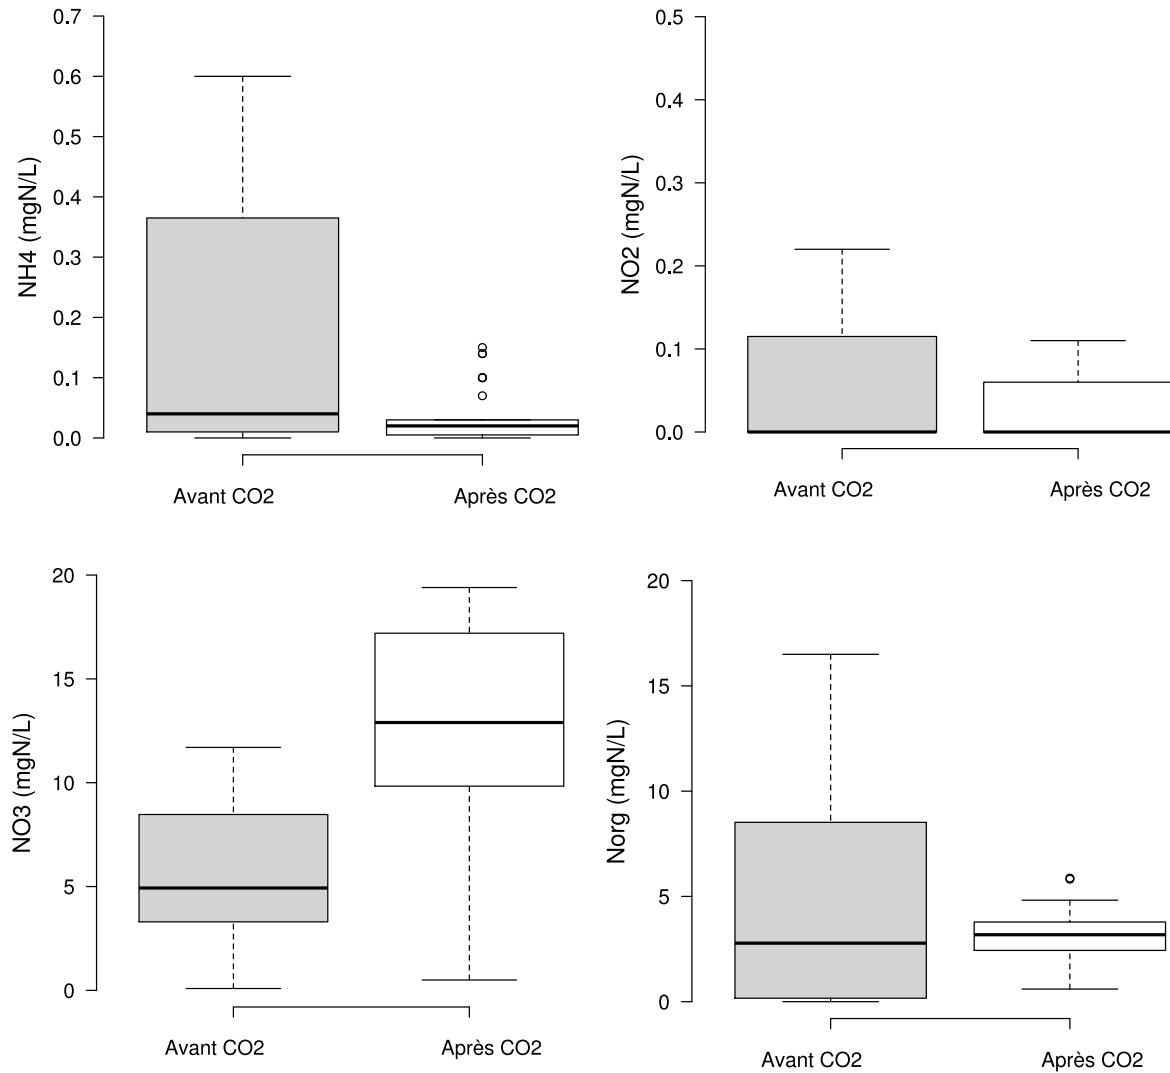 NH4 (mgN/L)
0.7
0.6
0.5
0.4
0.3
0.2
0.1
0.0
Avant CO2
Après CO2
NO2 (mgN/L)
0.5
0.4
0.3
0.2
0.1
0.0
Avant CO2
Après CO2
NO3 (mgN/L)
20
15
10
5
0
Avant CO2
Après CO2
Norg (mgN/L)
20
15
10
5
0
Avant CO2
Après CO2